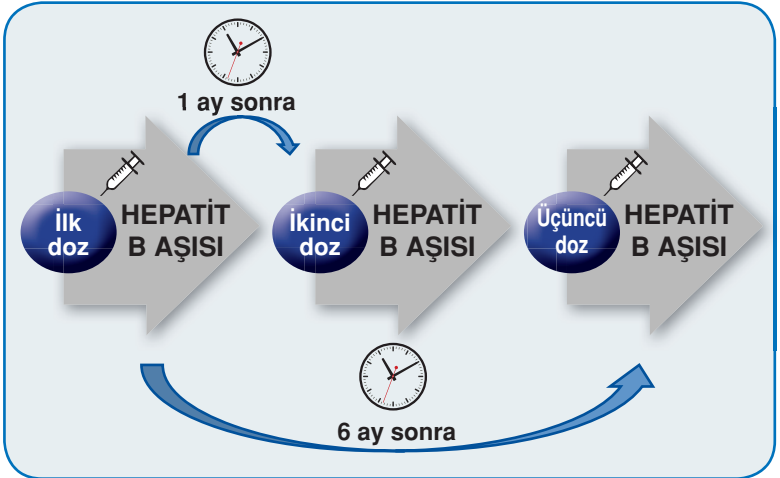 1 ay sonra
İlk
doz
HEPATİT
B AŞISI
İkinci
doz
HEPATİT
B AŞISI
Üçüncü
doz
HEPATİT
B AŞISI
6 ay sonra